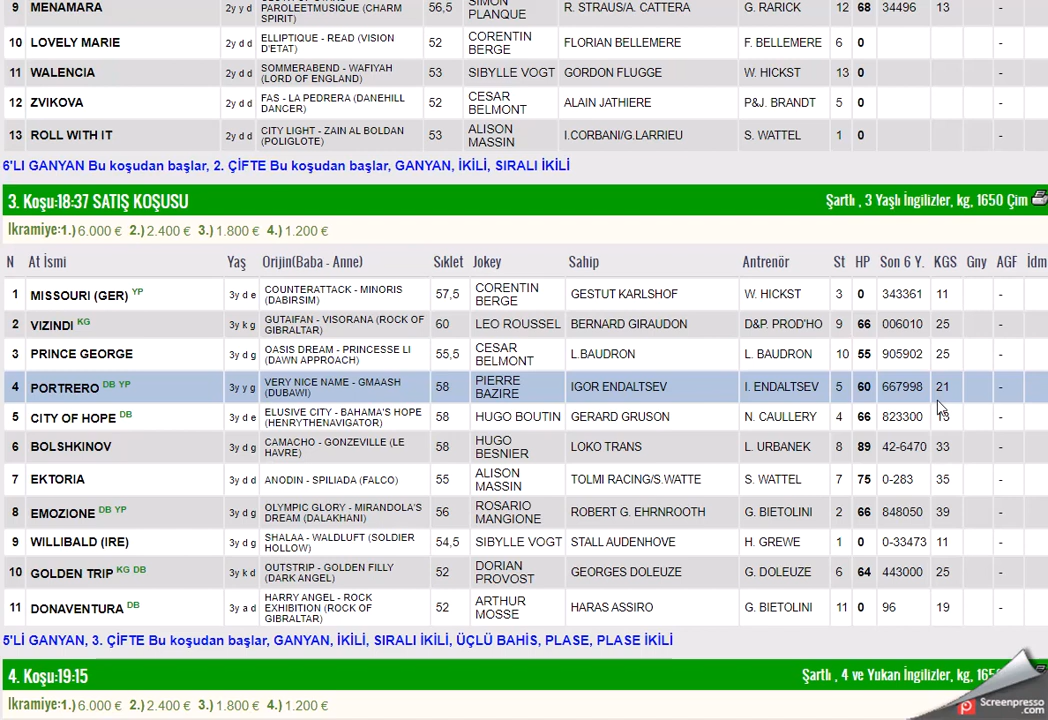 9 MENAMARA 2y y d PAROLEETMUSIQUE (CHARM SPIRIT) 56,5 SIMON PLANQUE R. STRAUS/A. CATTERA G. RARICK 12 68 34496 13 -
10 LOVELY MARIE 2y d d ELLIPTIQUE - READ (VISION D'ETAT) 52 CORENTIN BERGE FLORIAN BELLEMERE F. BELLEMERE 6 0 -
11 WALENCIA 2y d d SOMMERABEND - WAFIYAH (LORD OF ENGLAND) 53 SIBYLLE VOGT GORDON FLUGGE W. HICKST 13 0 -
12 ZVIKOVA 2y d d FAS - LA PEDRERA (DANEHILL DANCER) 52 CESAR BELMONT ALAIN JATHIERE P&J. BRANDT 5 0 -
13 ROLL WITH IT 2y d d CITY LIGHT - ZAIN AL BOLDAN (POLIGLOTE) 53 ALISON MASSIN I.CORBANI/G.LARRIEU S. WATTEL 1 0 -
6'LI GANYAN Bu koşudan başlar, 2. ÇİFTE Bu koşudan başlar, GANYAN, İKİLİ, SIRALI İKİLİ
3. Koşu:18:37 SATIŞ KOŞUSU Şartlı , 3 Yaşlı İngilizler, kg, 1650 Çim
Ikramiye:1.) 6.000 € 2.) 2.400 € 3.) 1.800 € 4.) 1.200 €
N At İsmi Yaş Orijin(Baba - Anne) Sıklet Jokey Sahip Antrenör St HP Son 6 Y. KGS Gny AGF İdm
1 MISSOURI (GER) YP 3y d e COUNTERATTACK - MINORIS (DABIRSIM) 57,5 CORENTIN BERGE GESTUT KARLSHOF W. HICKST 3 0 343361 11 -
2 VIZINDI KG 3y k g GUTAIFAN - VISORANA (ROCK OF GIBRALTAR) 60 LEO ROUSSEL BERNARD GIRAUDON D&P. PROD'HO 9 66 006010 25 -
3 PRINCE GEORGE 3y d g OASIS DREAM - PRINCESSE LI (DAWN APPROACH) 55,5 CESAR BELMONT L.BAUDRON L. BAUDRON 10 55 905902 25 -
4 PORTRERO DB YP 3y y g VERY NICE NAME - GMAASH (DUBAWI) 58 PIERRE BAZIRE IGOR ENDALTSEV I. ENDALTSEV 5 60 667998 21 -
5 CITY OF HOPE DB 3y d e ELUSIVE CITY - BAHAMA'S HOPE (HENRYTHENAVIGATOR) 58 HUGO BOUTIN GERARD GRUSON N. CAULLERY 4 66 823300 -
6 BOLSHKINOV 3y d g CAMACHO - GONZEVILLE (LE HAVRE) 58 HUGO BESNIER LOKO TRANS L. URBANEK 8 89 42-6470 33 -
7 EKTORIA 3y d d ANODIN - SPILIADA (FALCO) 55 ALISON MASSIN TOLMI RACING/S.WATTE S. WATTEL 7 75 0-283 35 -
8 EMOZIONE DB YP 3y d g OLYMPIC GLORY - MIRANDOLA'S DREAM (DALAKHANI) 56 ROSARIO MANGIONE ROBERT G. EHRNROOTH G. BIETOLINI 2 66 848050 39 -
9 WILLIBALD (IRE) 3y d g SHALAA - WALDLUFT (SOLDIER HOLLOW) 54,5 SIBYLLE VOGT STALL AUDENHOVE H. GREWE 1 0 0-33473 11 -
10 GOLDEN TRIP KG DB 3y k d OUTSTRIP - GOLDEN FILLY (DARK ANGEL) 52 DORIAN PROVOST GEORGES DOLEUZE G. DOLEUZE 6 64 443000 25 -
11 DONAVENTURA DB 3y a d HARRY ANGEL - ROCK EXHIBITION (ROCK OF GIBRALTAR) 52 ARTHUR MOSSE HARAS ASSIRO G. BIETOLINI 11 0 96 19 -
5'Lİ GANYAN, 3. ÇİFTE Bu koşudan başlar, GANYAN, İKİLİ, SIRALI İKİLİ, ÜÇLÜ BAHİS, PLASE, PLASE İKİLİ
4. Koşu:19:15 Şartlı , 4 ve Yukarı İngilizler, kg,
Ikramiye:1.) 6.000 € 2.) 2.400 € 3.) 1.800 € 4.) 1.200 €
Screenpresso.com